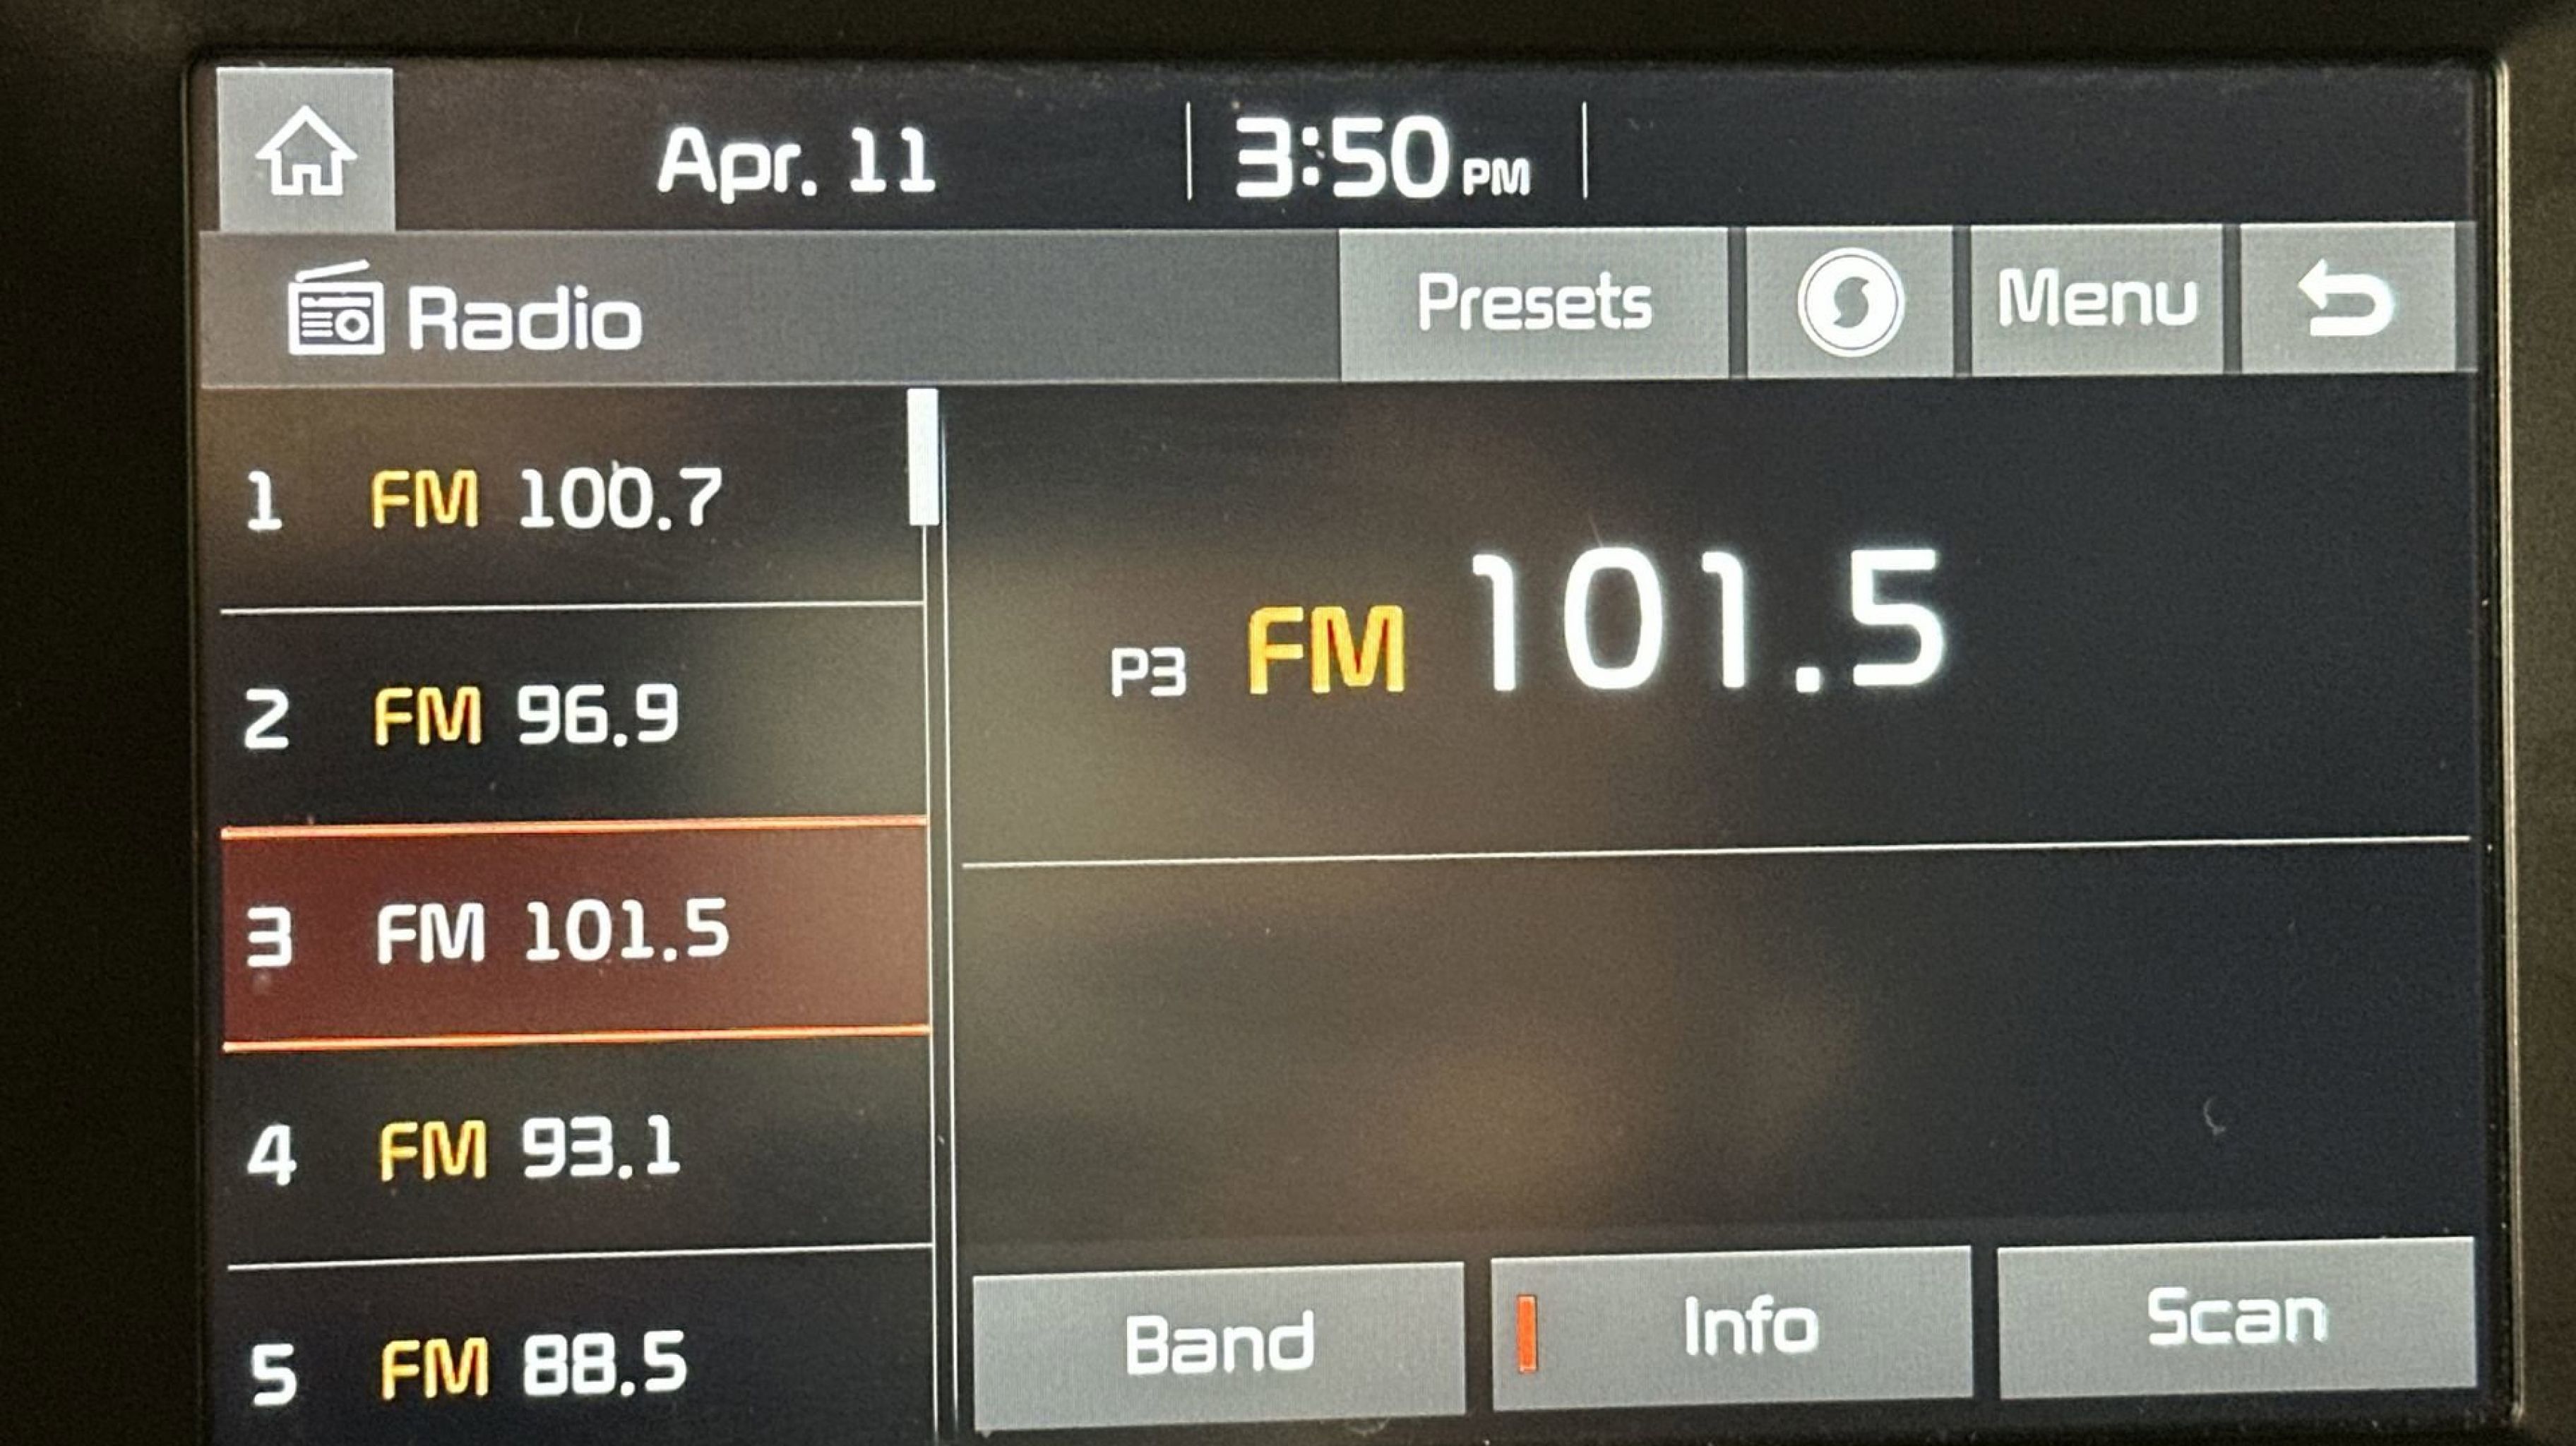 Apr. 11 3:50 PM
Radio Presets Menu
1 FM 100.7
2 FM 96.9
3 FM 101.5
4 FM 93.1
5 FM 88.5
P3 FM 101.5
Band Info Scan